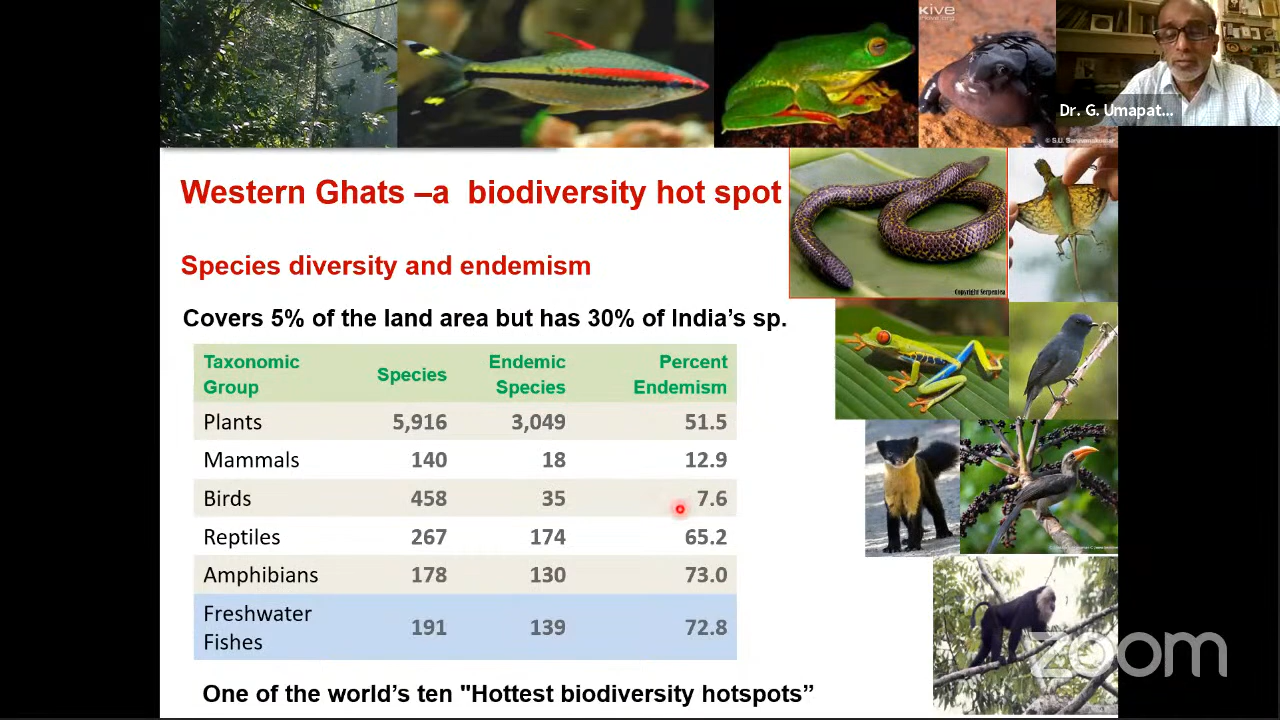 Kive
Dr. G. Umapat...
Western Ghats –a biodiversity hot spot
Copyright Serpentea
Species diversity and endemism
Covers 5% of the land area but has 30% of India's sp.
Taxonomic Group Species Endemic Species Percent Endemism
Plants 5,916 3,049 51.5
Mammals 140 18 12.9
Birds 458 35 7.6
Reptiles 267 174 65.2
Amphibians 178 130 73.0
Freshwater Fishes 191 139 72.8
One of the world's ten "Hottest biodiversity hotspots”
zoom